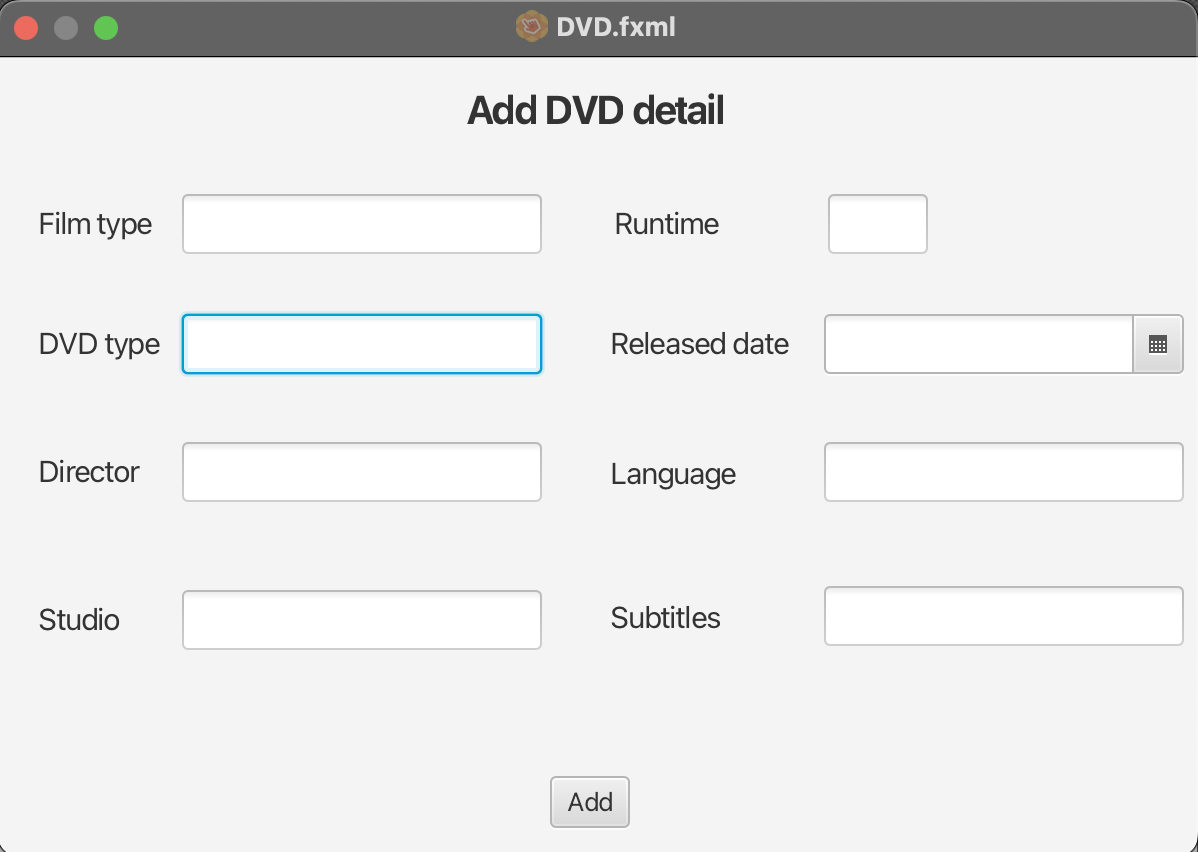 DVD.fxml
Add DVD detail
Film type
Runtime
DVD type
Released date
Director
Language
Studio
Subtitles
Add